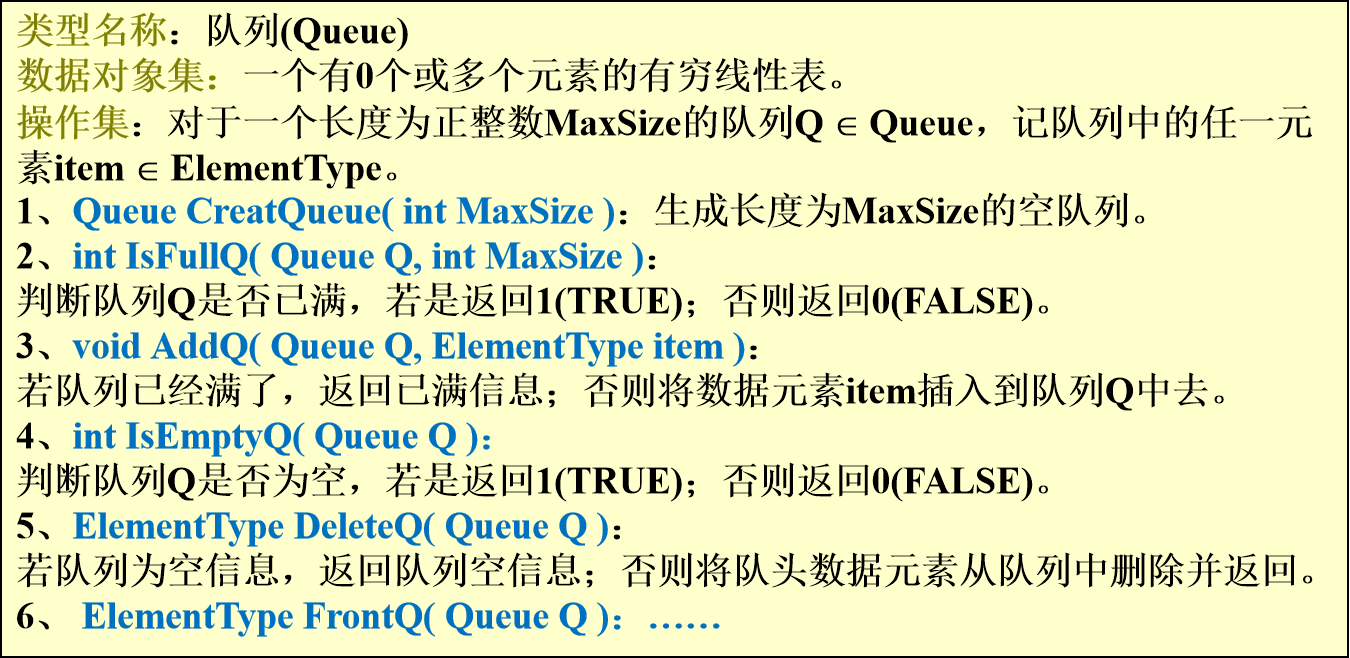 类型名称：队列(Queue)
数据对象集：一个有0个或多个元素的有穷线性表。
操作集：对于一个长度为正整数MaxSize的队列Q ∈ Queue，记队列中的任一元
素item ∈ ElementType。
1、Queue CreatQueue( int MaxSize )：生成长度为MaxSize的空队列。
2、int IsFullQ( Queue Q, int MaxSize )：
判断队列Q是否已满，若是返回1(TRUE)；否则返回0(FALSE)。
3、void AddQ( Queue Q, ElementType item )：
若队列已经满了，返回已满信息；否则将数据元素item插入到队列Q中去。
4、int IsEmptyQ( Queue Q )：
判断队列Q是否为空，若是返回1(TRUE)；否则返回0(FALSE)。
5、ElementType DeleteQ( Queue Q )：
若队列为空信息，返回队列空信息；否则将队头数据元素从队列中删除并返回。
6、 ElementType FrontQ( Queue Q )：……